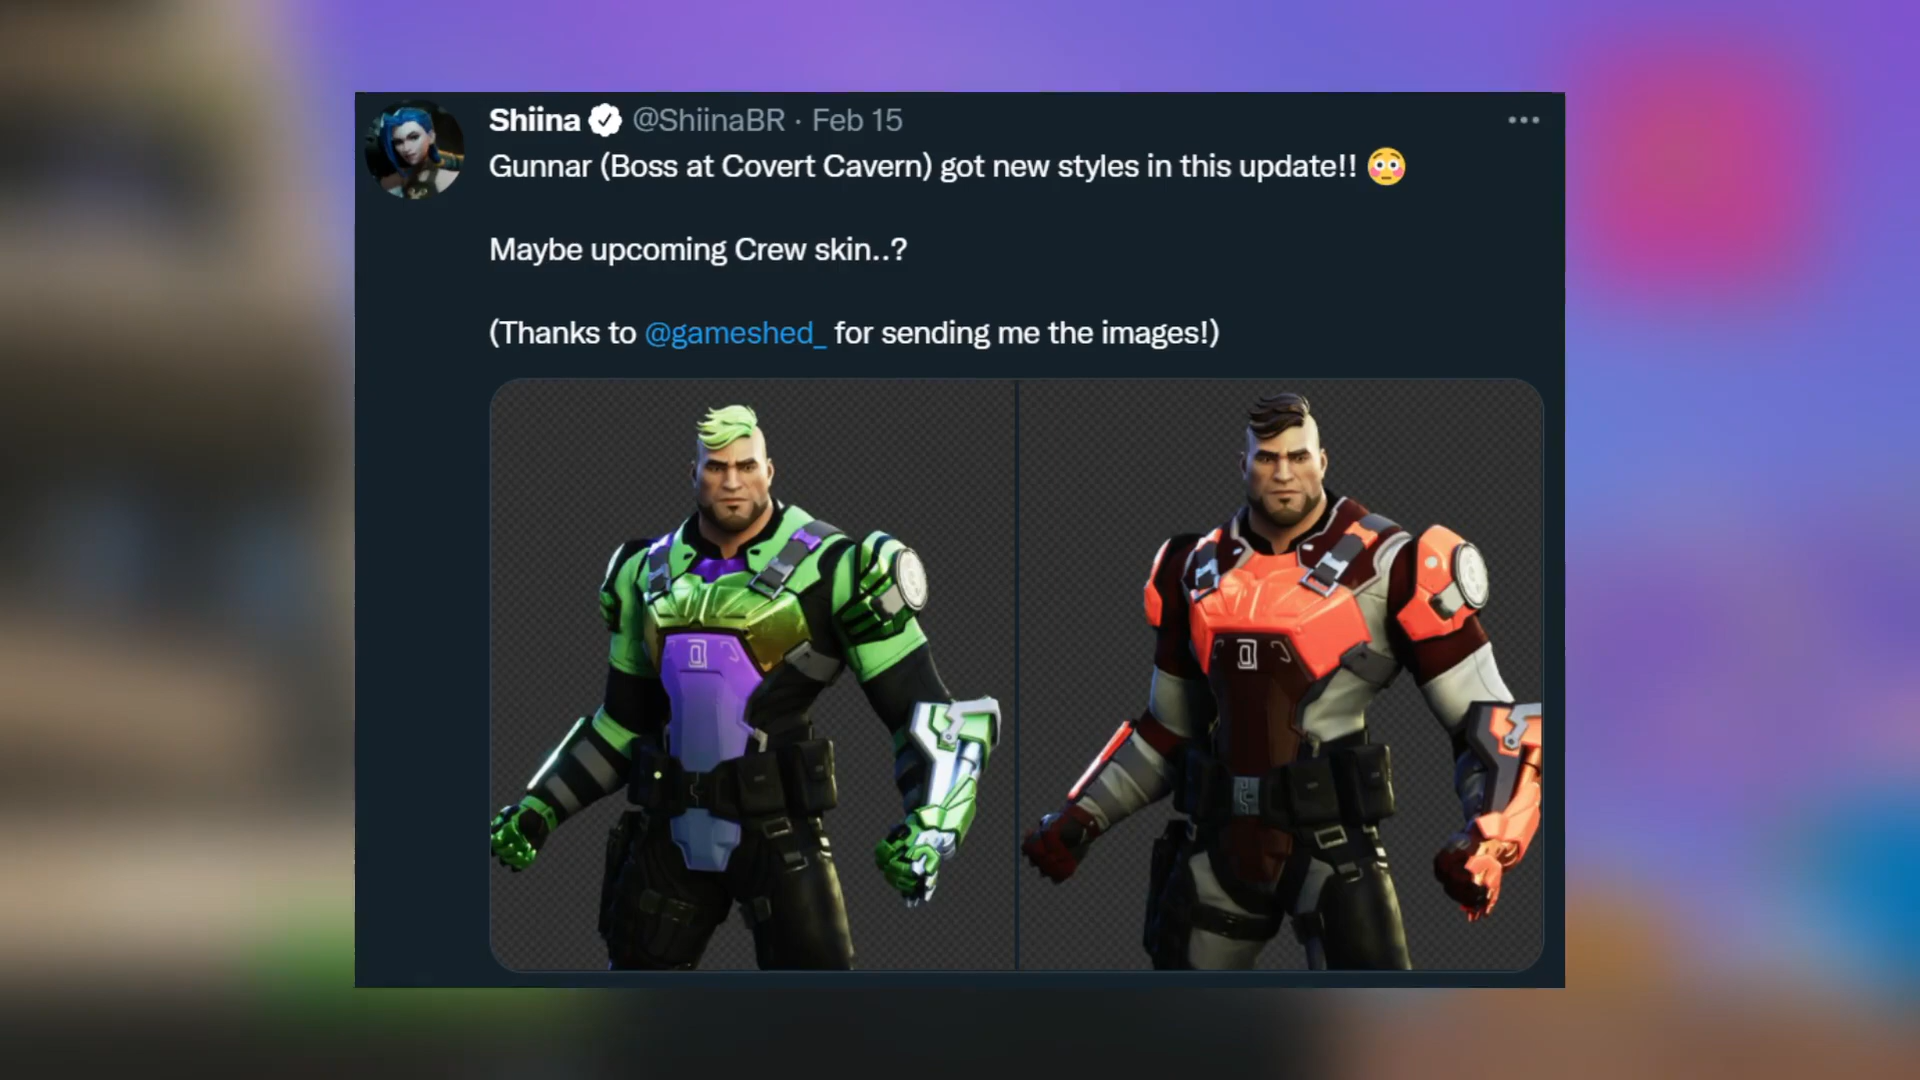 Shiina @ShiinaBR · Feb 15
Gunnar (Boss at Covert Cavern) got new styles in this update!! 😳
Maybe upcoming Crew skin..?
(Thanks to @gameshed_ for sending me the images!)